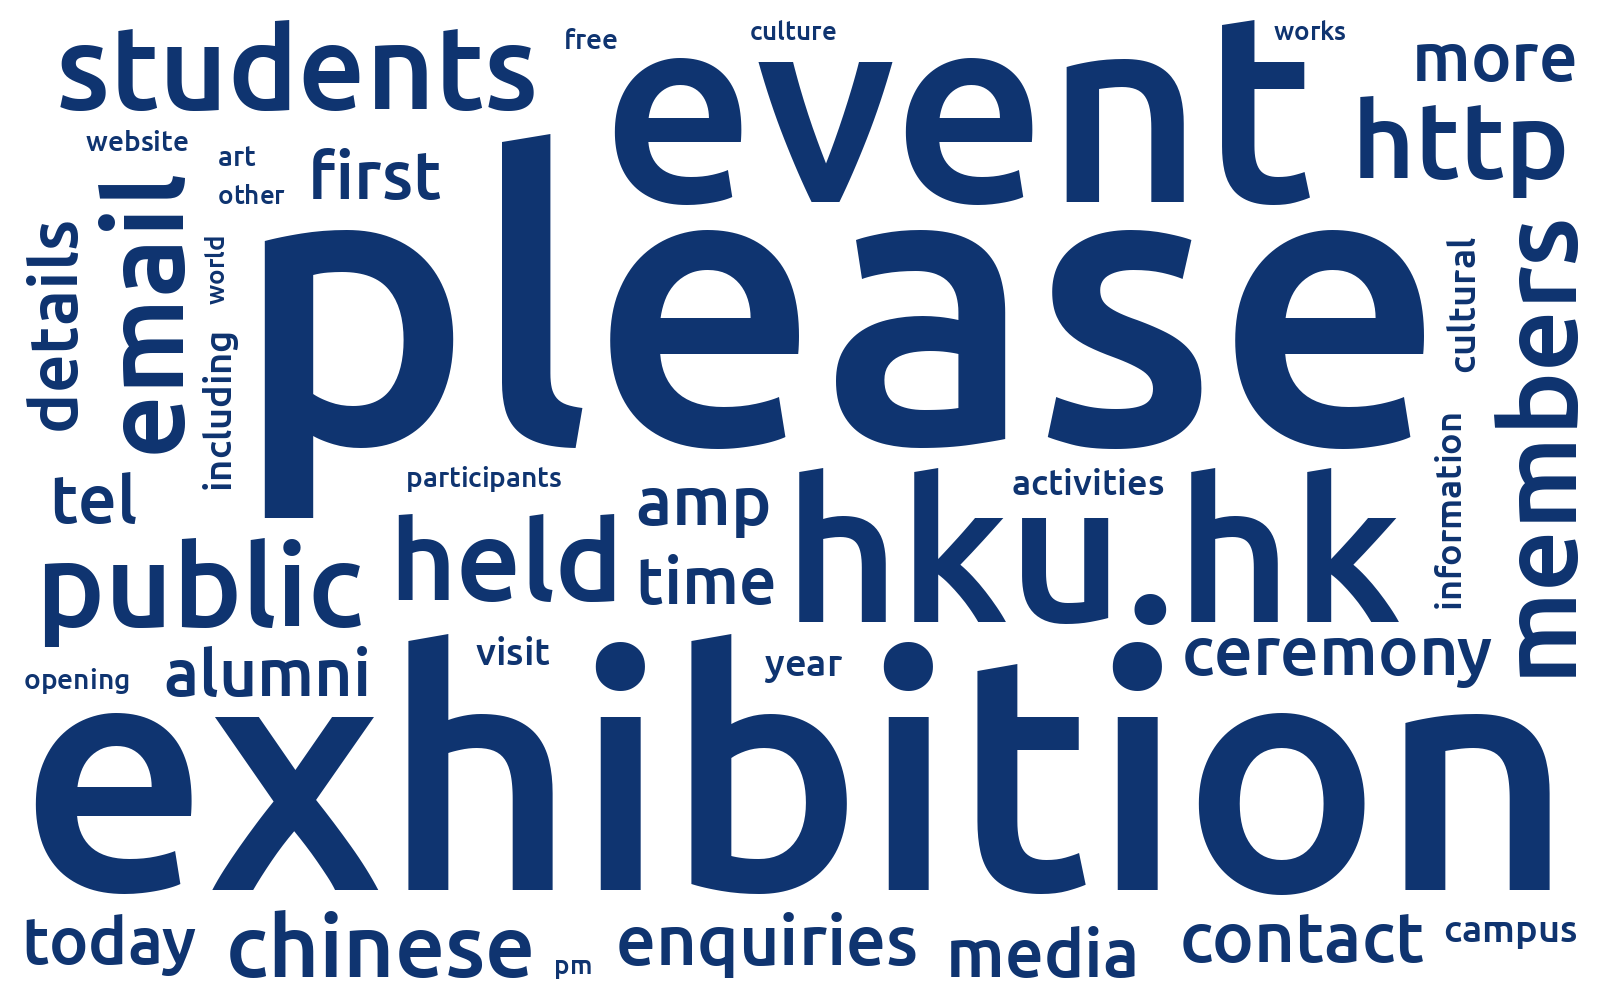 students
free
culture
event
works
more
http
website
art
other
first
please
details
email
world
including
cultural
members
information
tel
participants
amp
activities
hku.hk
public
held
time
opening
alumni
visit
year
ceremony
exhibition
today
chinese
pm
enquiries
media
contact
campus